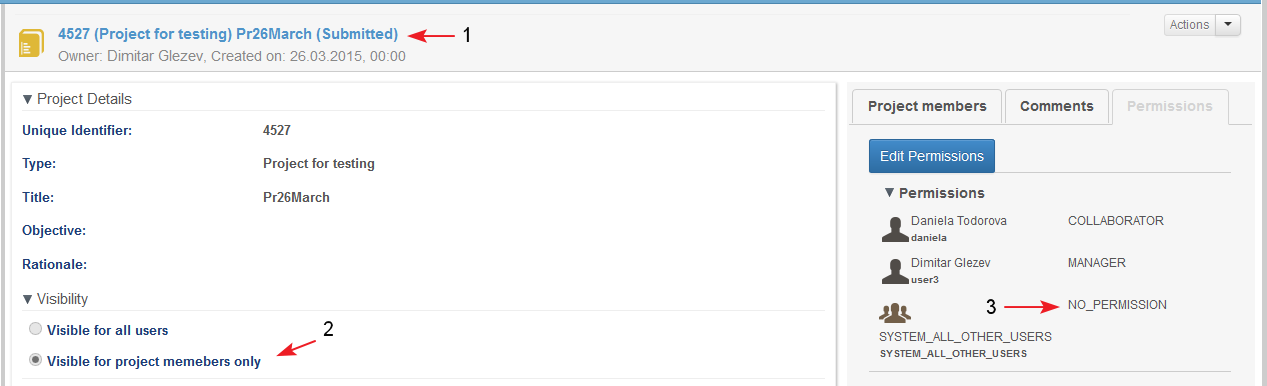 4527 (Project for testing) Pr26March (Submitted)
1
Owner: Dimitar Glezev, Created on: 26.03.2015, 00:00
Actions
Project Details
Unique Identifier: 4527
Type: Project for testing
Title: Pr26March
Objective:
Rationale:
Visibility
Visible for all users
2
Visible for project memebers only
Project members Comments Permissions
Edit Permissions
Permissions
Daniela Todorova COLLABORATOR
daniela
Dimitar Glezev MANAGER
user3
3 NO_PERMISSION
SYSTEM_ALL_OTHER_USERS
SYSTEM_ALL_OTHER_USERS